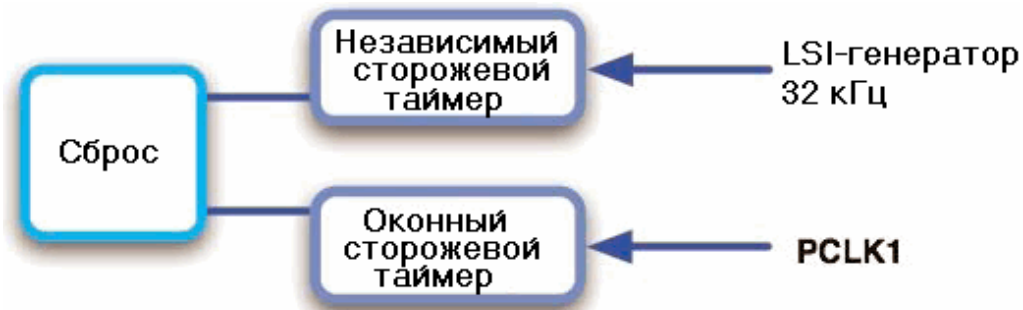 Независимый
сторожевой
таймер
LSI-генератор
32 кГц
Сброс
Оконный
сторожевой
таймер
PCLK1